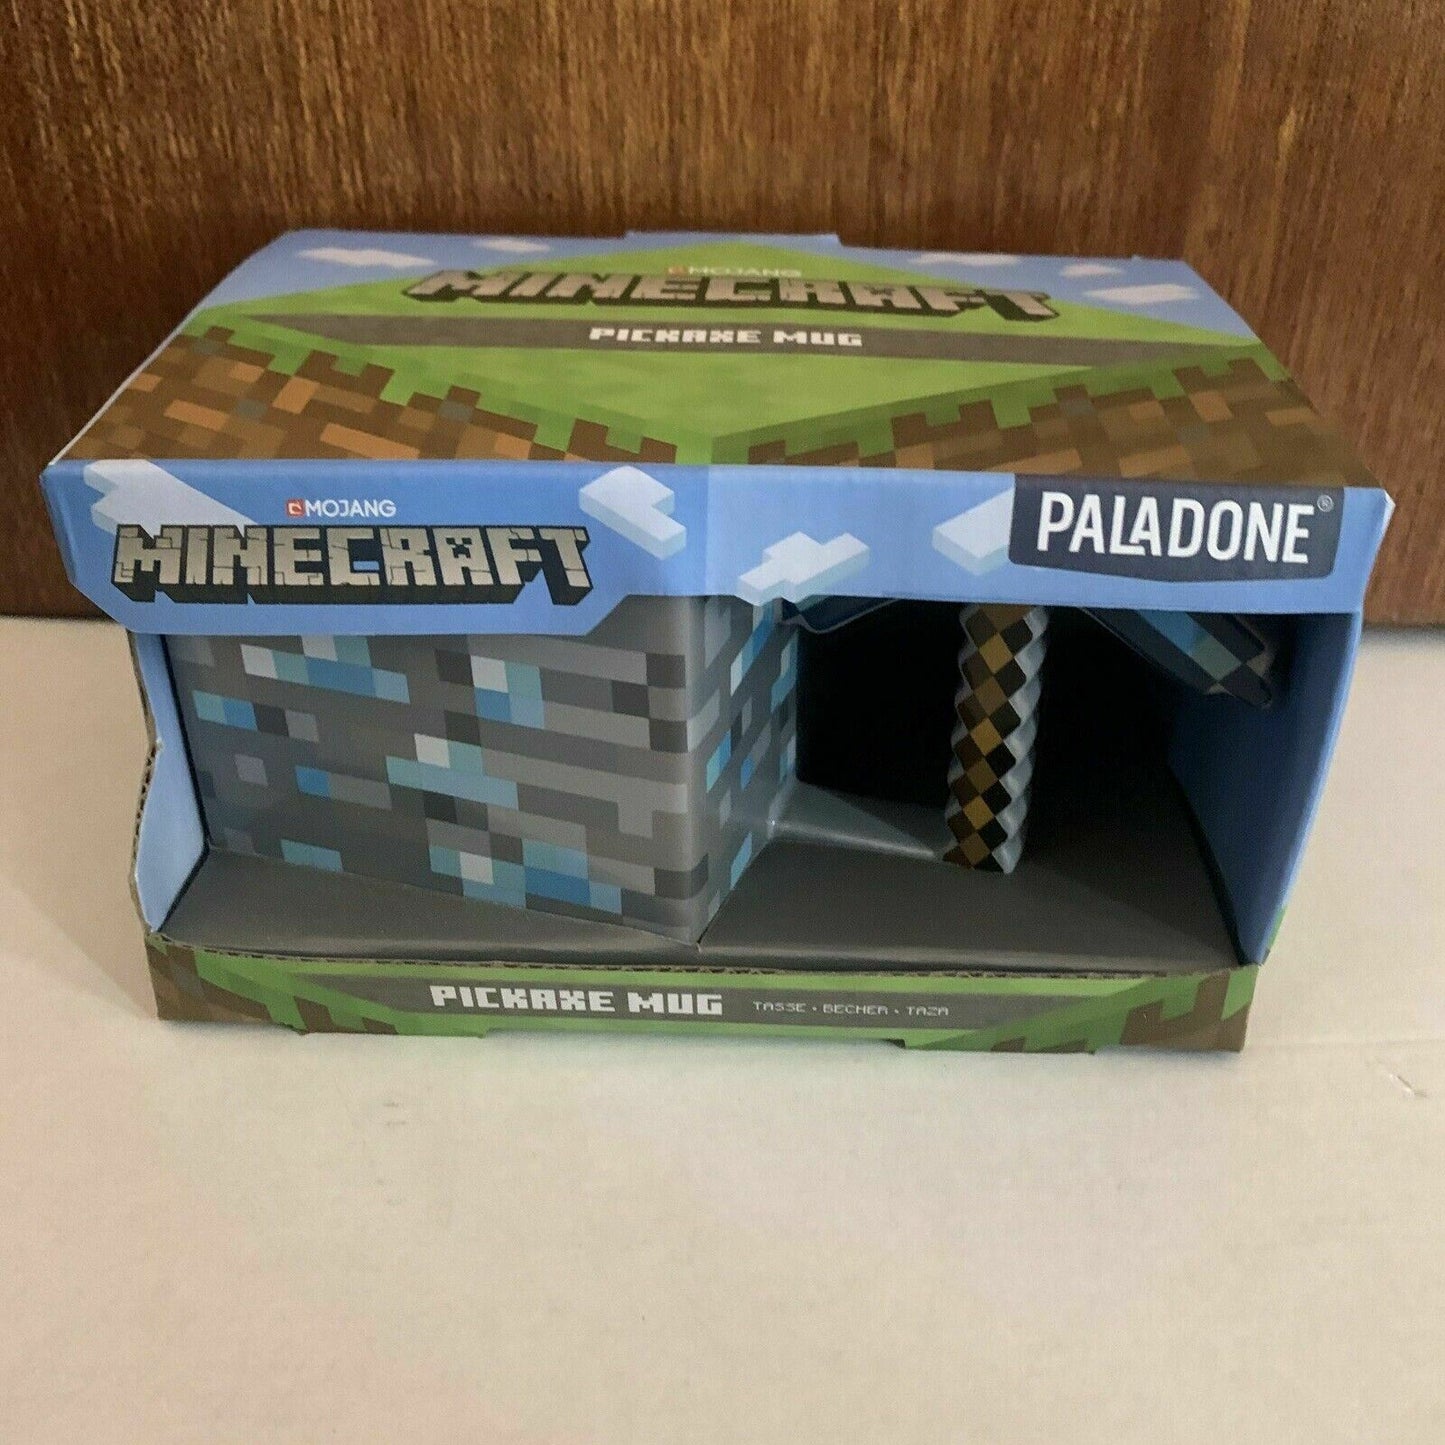 MOJANG
MINECRAFT
PICKAXE MUG
MOJANG
MINECRAFT
PALADONE®
PICKAXE MUG TASSE • BECHER • TAZA